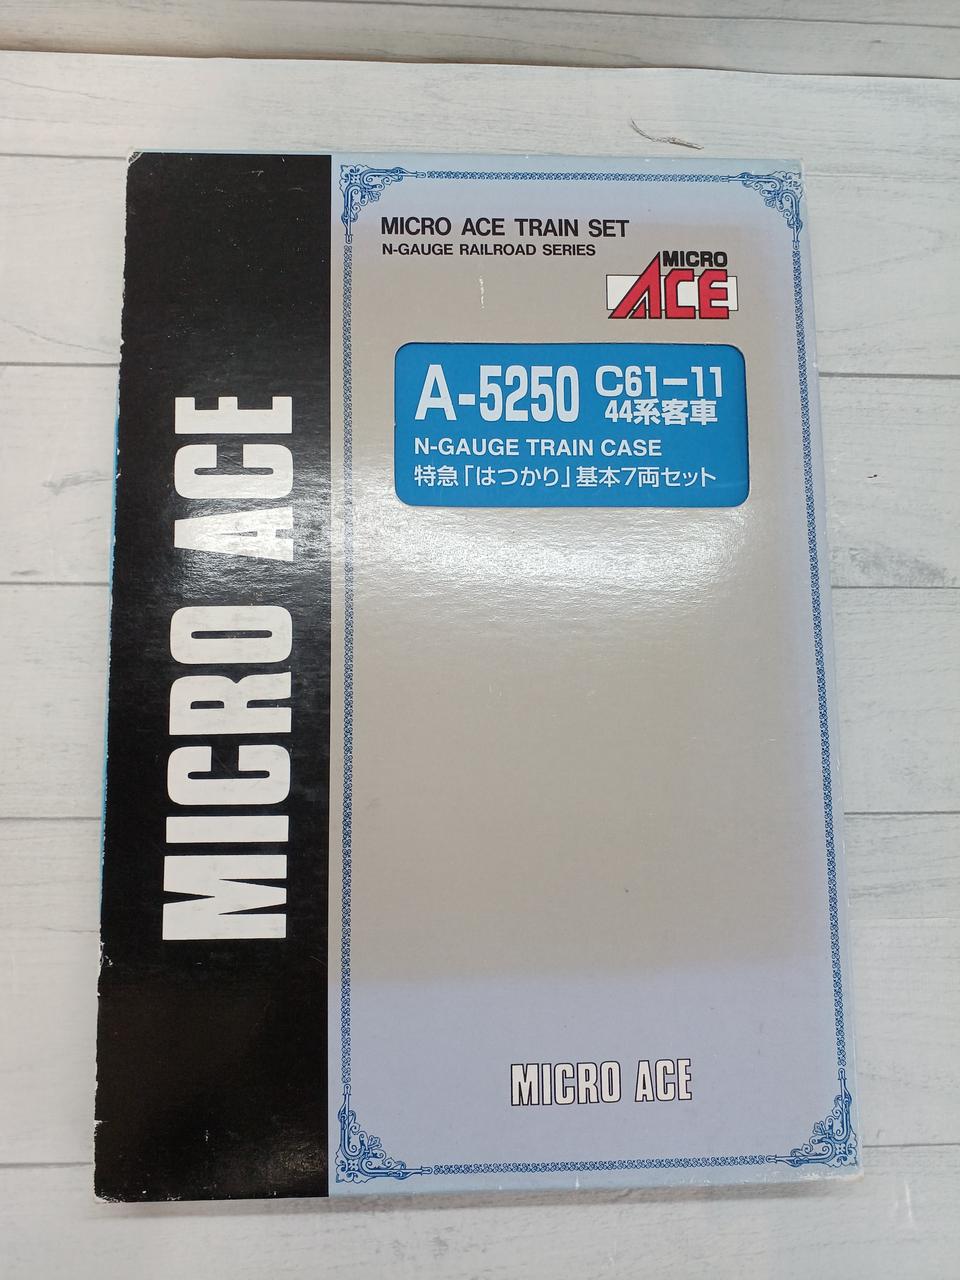 MICRO ACE
MICRO ACE TRAIN SET
N-GAUGE RAILROAD SERIES
MICRO
ACE
A-5250 C61-11
44系客車
N-GAUGE TRAIN CASE
特急「はつかり」基本7両セット
MICRO ACE